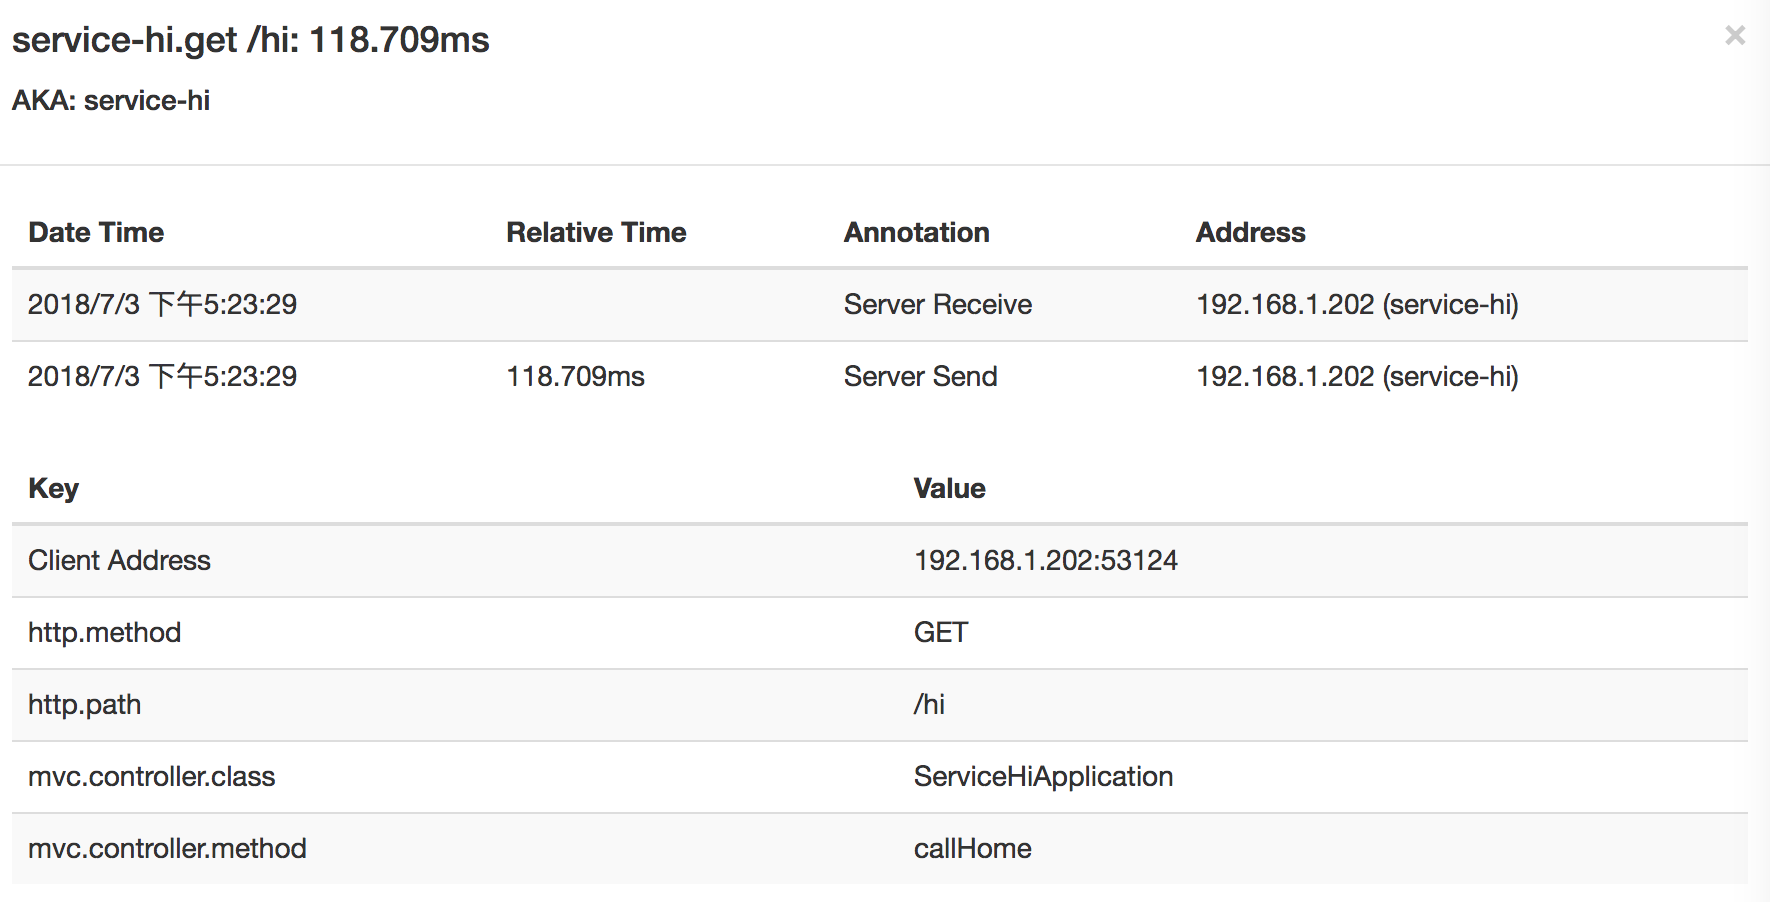 service-hi.get /hi: 118.709ms
×
AKA: service-hi
Date Time Relative Time Annotation Address
2018/7/3 下午5:23:29 Server Receive 192.168.1.202 (service-hi)
2018/7/3 下午5:23:29 118.709ms Server Send 192.168.1.202 (service-hi)
Key Value
Client Address 192.168.1.202:53124
http.method GET
http.path /hi
mvc.controller.class ServiceHiApplication
mvc.controller.method callHome